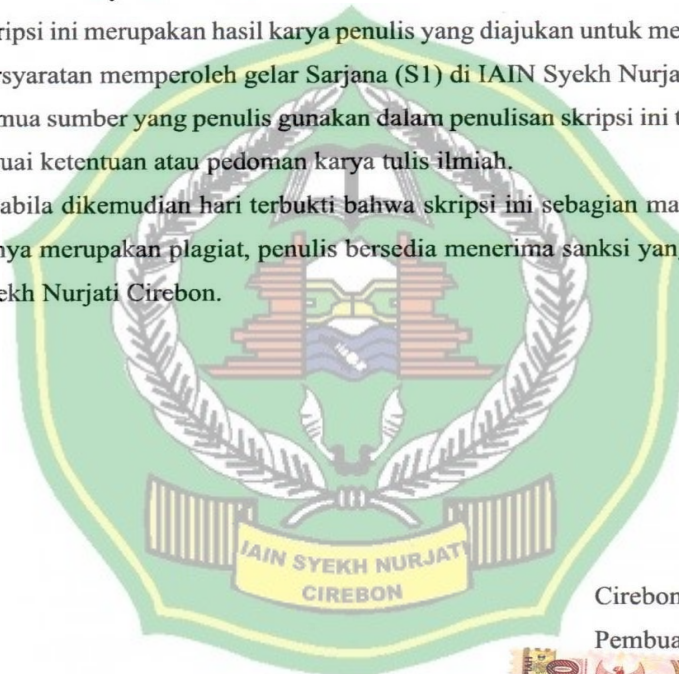 ripsi ini merupakan hasil karya penulis yang diajukan untuk me
rsyaratan memperoleh gelar Sarjana (S1) di IAIN Syekh Nurja
mua sumber yang penulis gunakan dalam penulisan skripsi ini t
uai ketentuan atau pedoman karya tulis ilmiah.
abila dikemudian hari terbukti bahwa skripsi ini sebagian ma
nya merupakan plagiat, penulis bersedia menerima sanksi yang
ekh Nurjati Cirebon.
IAIN SYEKH NURJATI
CIREBON
Cirebon
Pembua